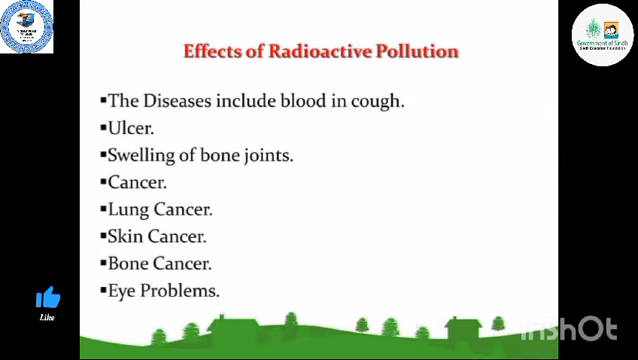 Effects of Radioactive Pollution
Government of Sindh
▪The Diseases include blood in cough.
▪Ulcer.
▪Swelling of bone joints.
▪Cancer.
▪Lung Cancer.
▪Skin Cancer.
▪Bone Cancer.
▪Eye Problems.
Like
InShOt